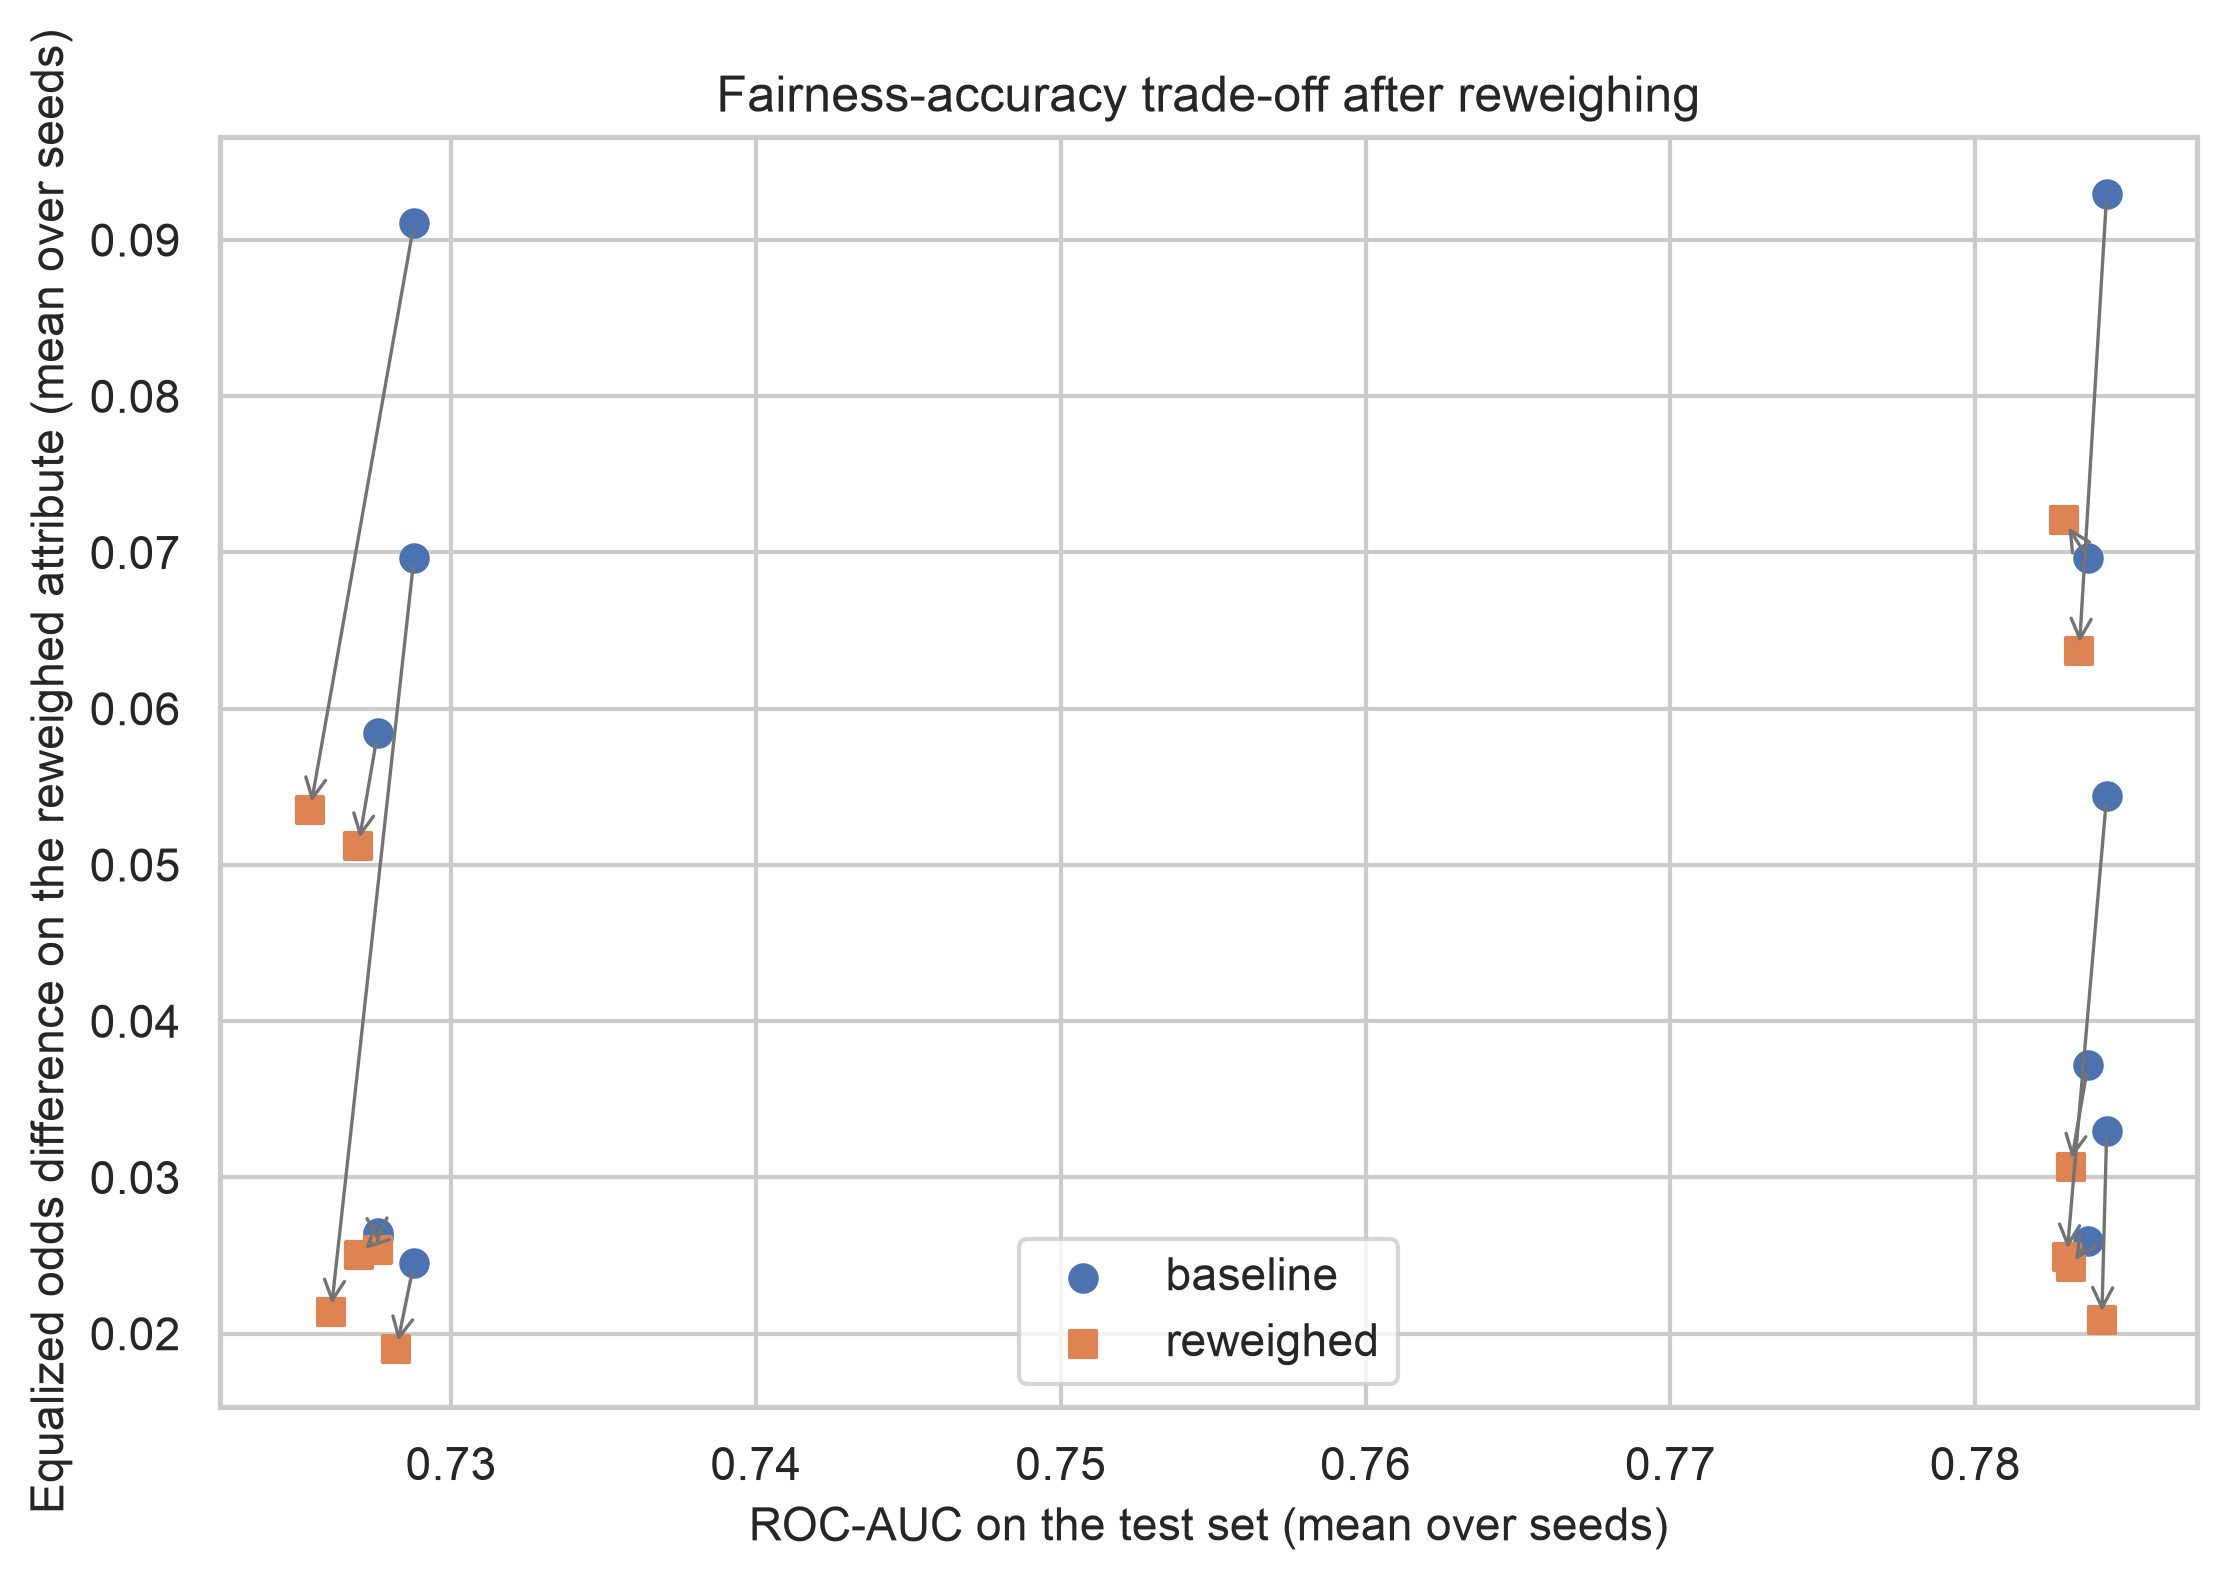 Fairness-accuracy trade-off after reweighing
Equalized odds difference on the reweighed attribute (mean over seeds)
0.09
0.08
0.07
0.06
0.05
0.04
0.03
0.02
baseline
reweighed
0.73 0.74 0.75 0.76 0.77 0.78
ROC-AUC on the test set (mean over seeds)